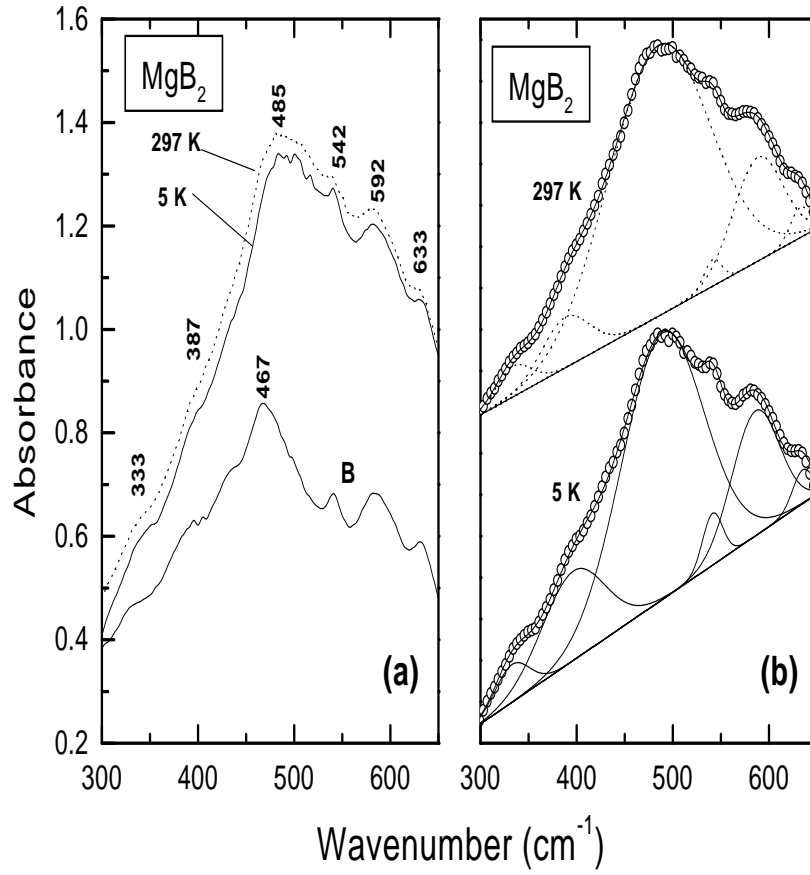 1.6
1.4
1.2
1.0
0.8
0.6
0.4
0.2
Absorbance
MgB₂
297 K
5 K
485
542
592
633
387
333
467
B
(a)
300
400
500
600
MgB₂
297 K
5 K
(b)
300
400
500
600
Wavenumber (cm⁻¹)